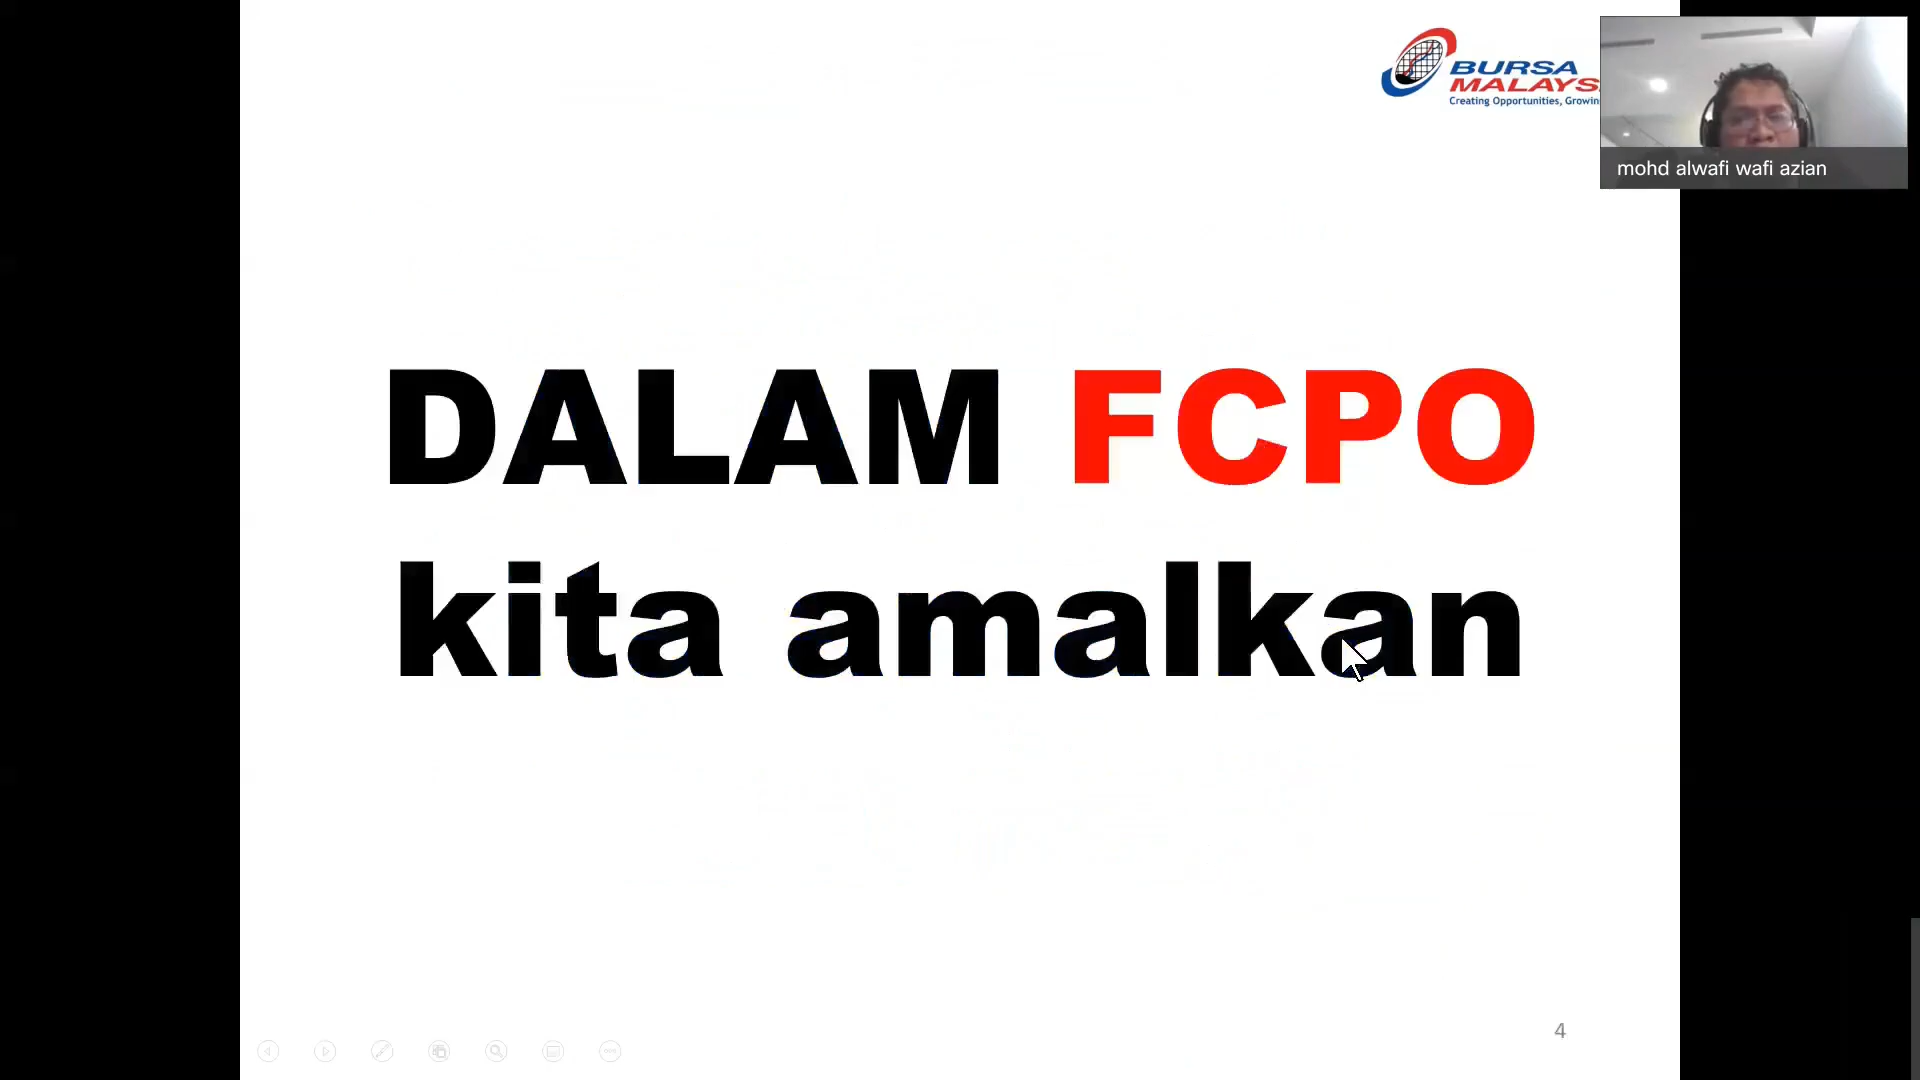 BURSA
MALAYS
Creating Opportunities, Growin
mohd alwafi wafi azian
DALAM FCPO
kita amalkan
4